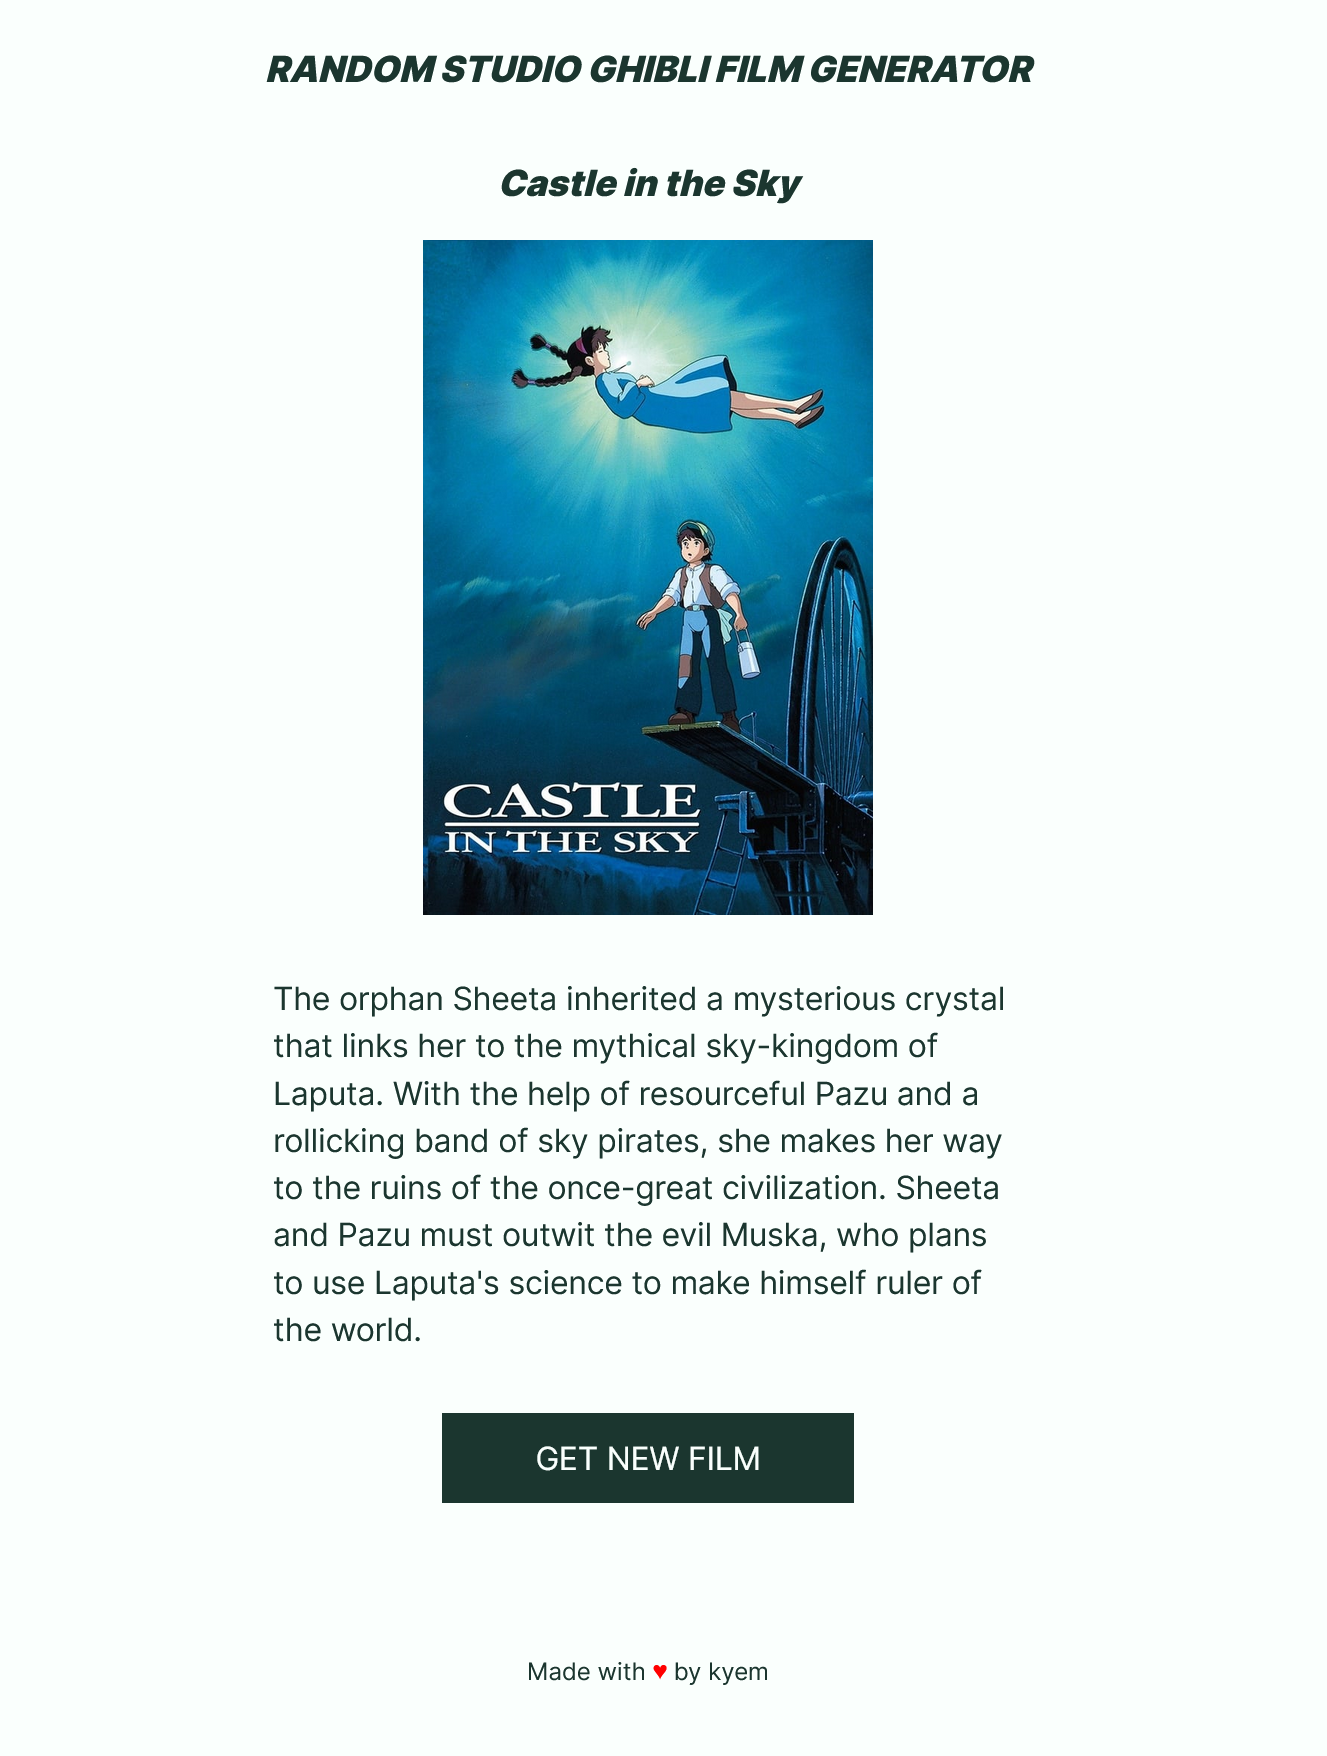 RANDOM STUDIO GHIBLI FILM GENERATOR
Castle in the Sky
CASTLE
IN THE SKY
The orphan Sheeta inherited a mysterious crystal
that links her to the mythical sky-kingdom of
Laputa. With the help of resourceful Pazu and a
rollicking band of sky pirates, she makes her way
to the ruins of the once-great civilization. Sheeta
and Pazu must outwit the evil Muska, who plans
to use Laputa's science to make himself ruler of
the world.
GET NEW FILM
Made with ♥ by kyem